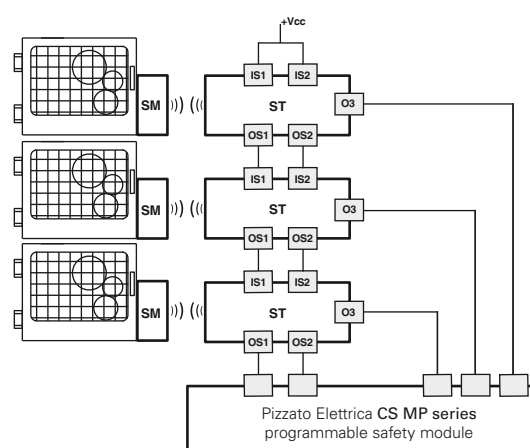 +Vcc
IS1 IS2
SM ST O3
OS1 OS2
IS1 IS2
SM ST O3
OS1 OS2
IS1 IS2
SM ST O3
OS1 OS2
Pizzato Elettrica CS MP series
programmable safety module